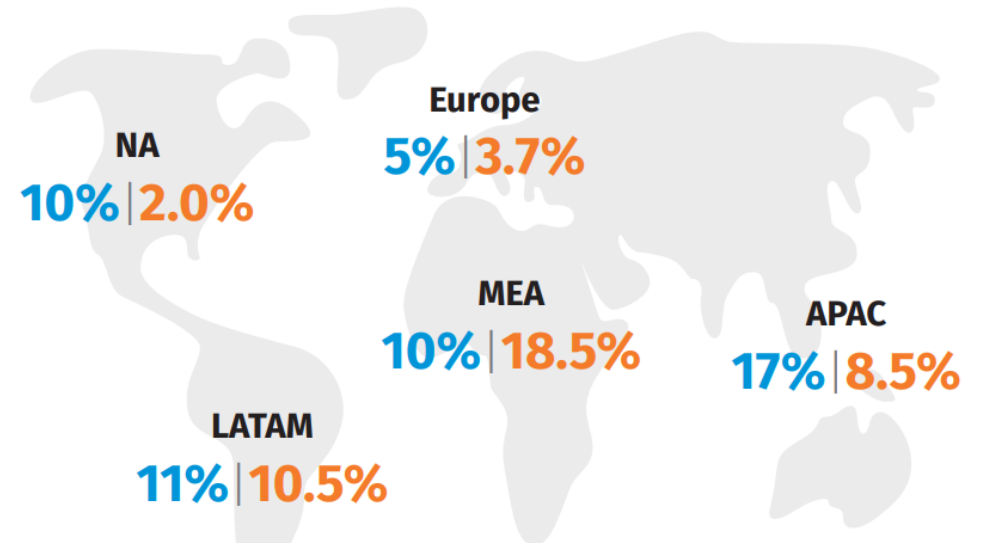 Europe
5% | 3.7%
NA
10% | 2.0%
MEA
10% | 18.5%
APAC
17% | 8.5%
LATAM
11% | 10.5%